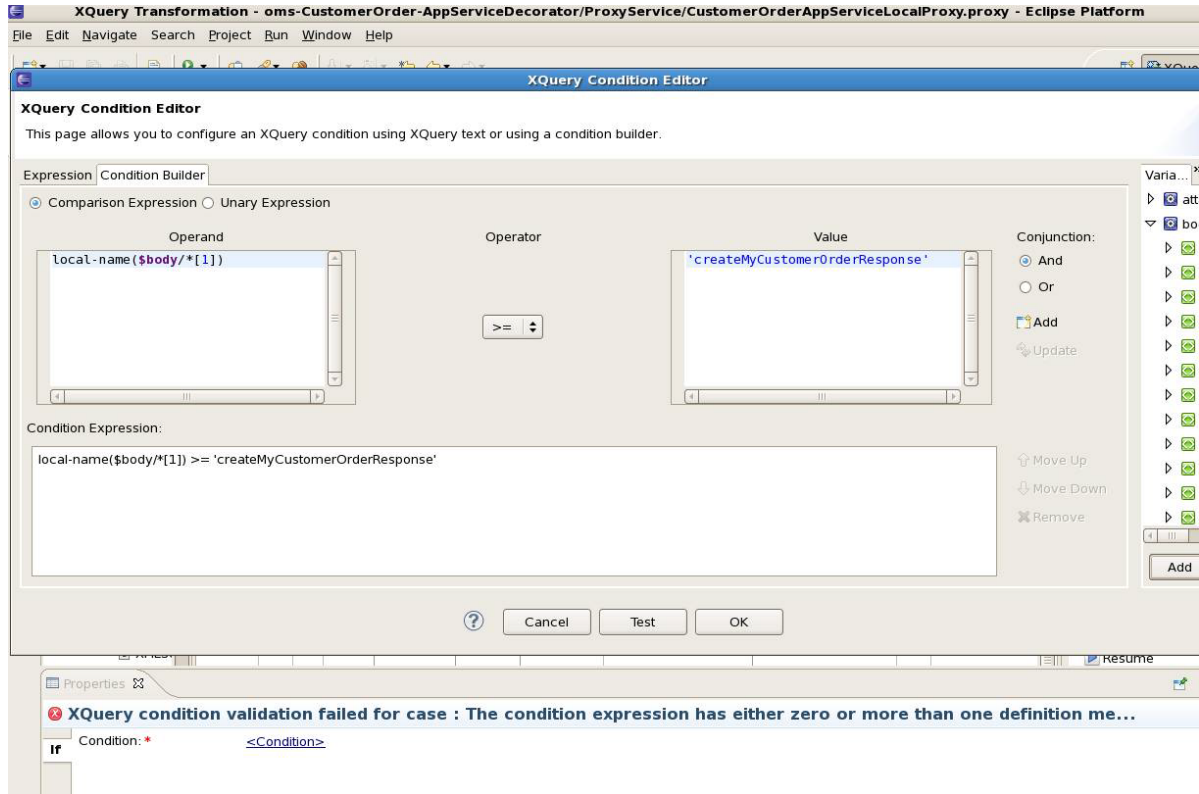 XQuery Transformation - oms-CustomerOrder-AppServiceDecorator/ProxyService/CustomerOrderAppServiceLocalProxy.proxy - Eclipse Platform
File Edit Navigate Search Project Run Window Help
XQuery Condition Editor
XQuery Condition Editor
This page allows you to configure an XQuery condition using XQuery text or using a condition builder.
Expression Condition Builder
Varia...
Comparison Expression Unary Expression
att
Operand Operator Value Conjunction:
bo
local-name($body/*[1])
'createMyCustomerOrderResponse'
And
Or
>=
Add
Update
Condition Expression:
local-name($body/*[1]) >= 'createMyCustomerOrderResponse'
Move Up
Move Down
Remove
Add
Cancel Test OK
Resume
Properties
XQuery condition validation failed for case : The condition expression has either zero or more than one definition me...
If
Condition: * <Condition>